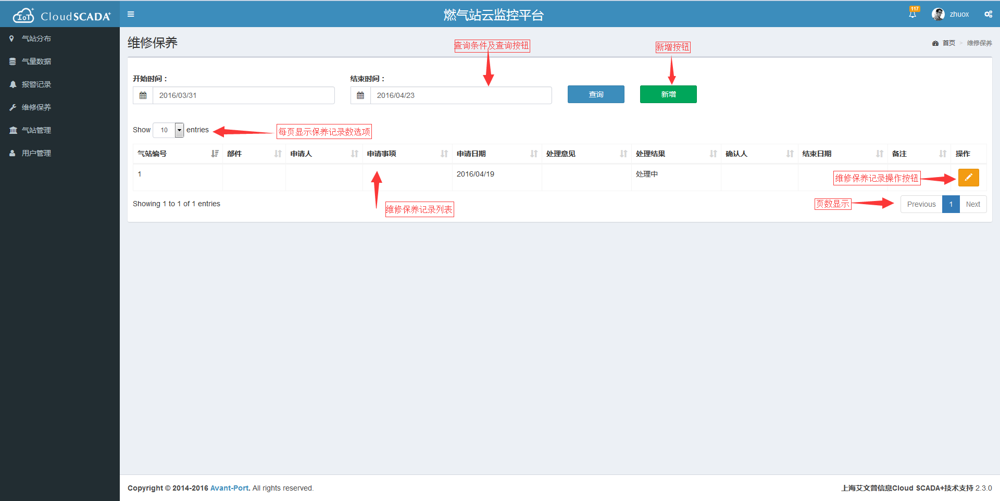 IoT CloudSCADA+
燃气站云监控平台
117
zhuox
气站分布
气量数据
报警记录
维修保养
气站管理
用户管理
维修保养
查询条件及查询按钮
新增按钮
首页 > 维修保养
开始时间：
结束时间：
2016/03/31
2016/04/23
查询
新增
Show 10 entries
每页显示保养记录数选项
气站编号 部件 申请人 申请事项 申请日期 处理意见 处理结果 确认人 结束日期 备注 操作
1 2016/04/19 处理中
维修保养记录操作按钮
Showing 1 to 1 of 1 entries
维修保养记录列表
页数显示
Previous 1 Next
Copyright © 2014-2016 Avant-Port. All rights reserved.
上海艾文普信息Cloud SCADA+技术支持 2.3.0